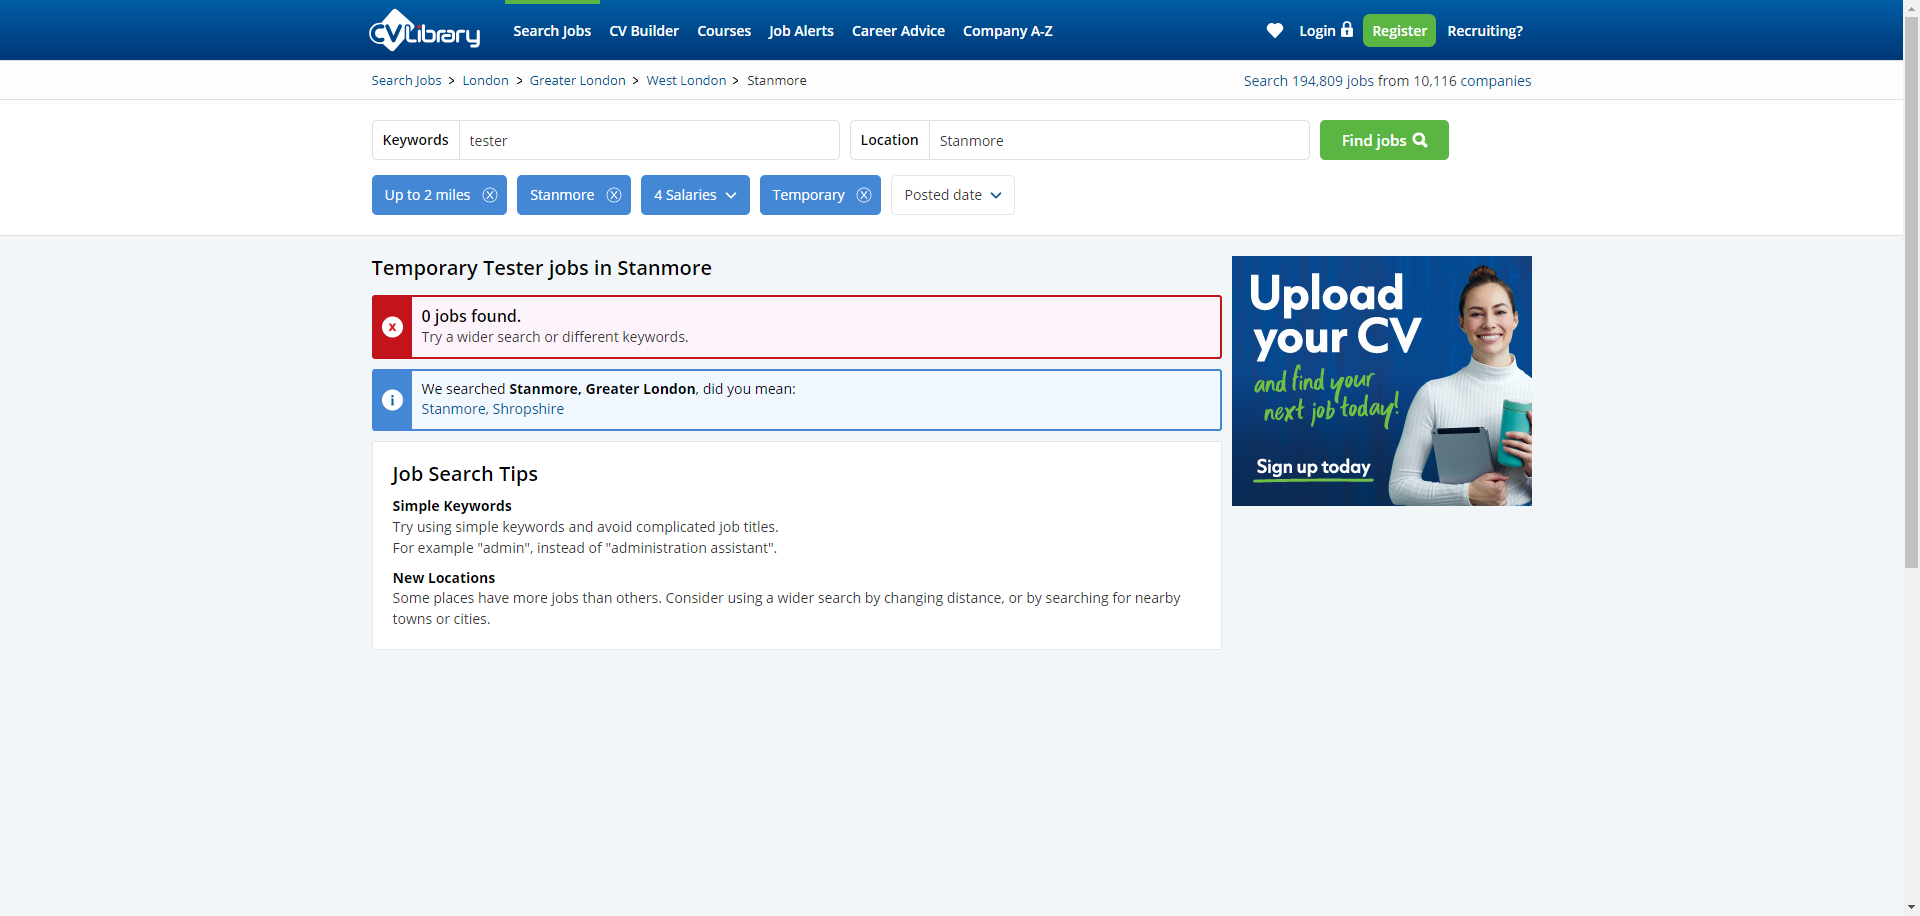 CV Library
Search Jobs CV Builder Courses Job Alerts Career Advice Company A-Z Login Register Recruiting?
Search Jobs > London > Greater London > West London > Stanmore
Search 194,809 jobs from 10,116 companies
Keywords tester Location Stanmore Find jobs
Up to 2 miles Stanmore 4 Salaries Temporary Posted date
Temporary Tester jobs in Stanmore
0 jobs found.
Try a wider search or different keywords.
We searched Stanmore, Greater London, did you mean:
Stanmore, Shropshire
Job Search Tips
Simple Keywords
Try using simple keywords and avoid complicated job titles.
For example "admin", instead of "administration assistant".
New Locations
Some places have more jobs than others. Consider using a wider search by changing distance, or by searching for nearby
towns or cities.
Upload
your CV
and find your
next job today!
Sign up today